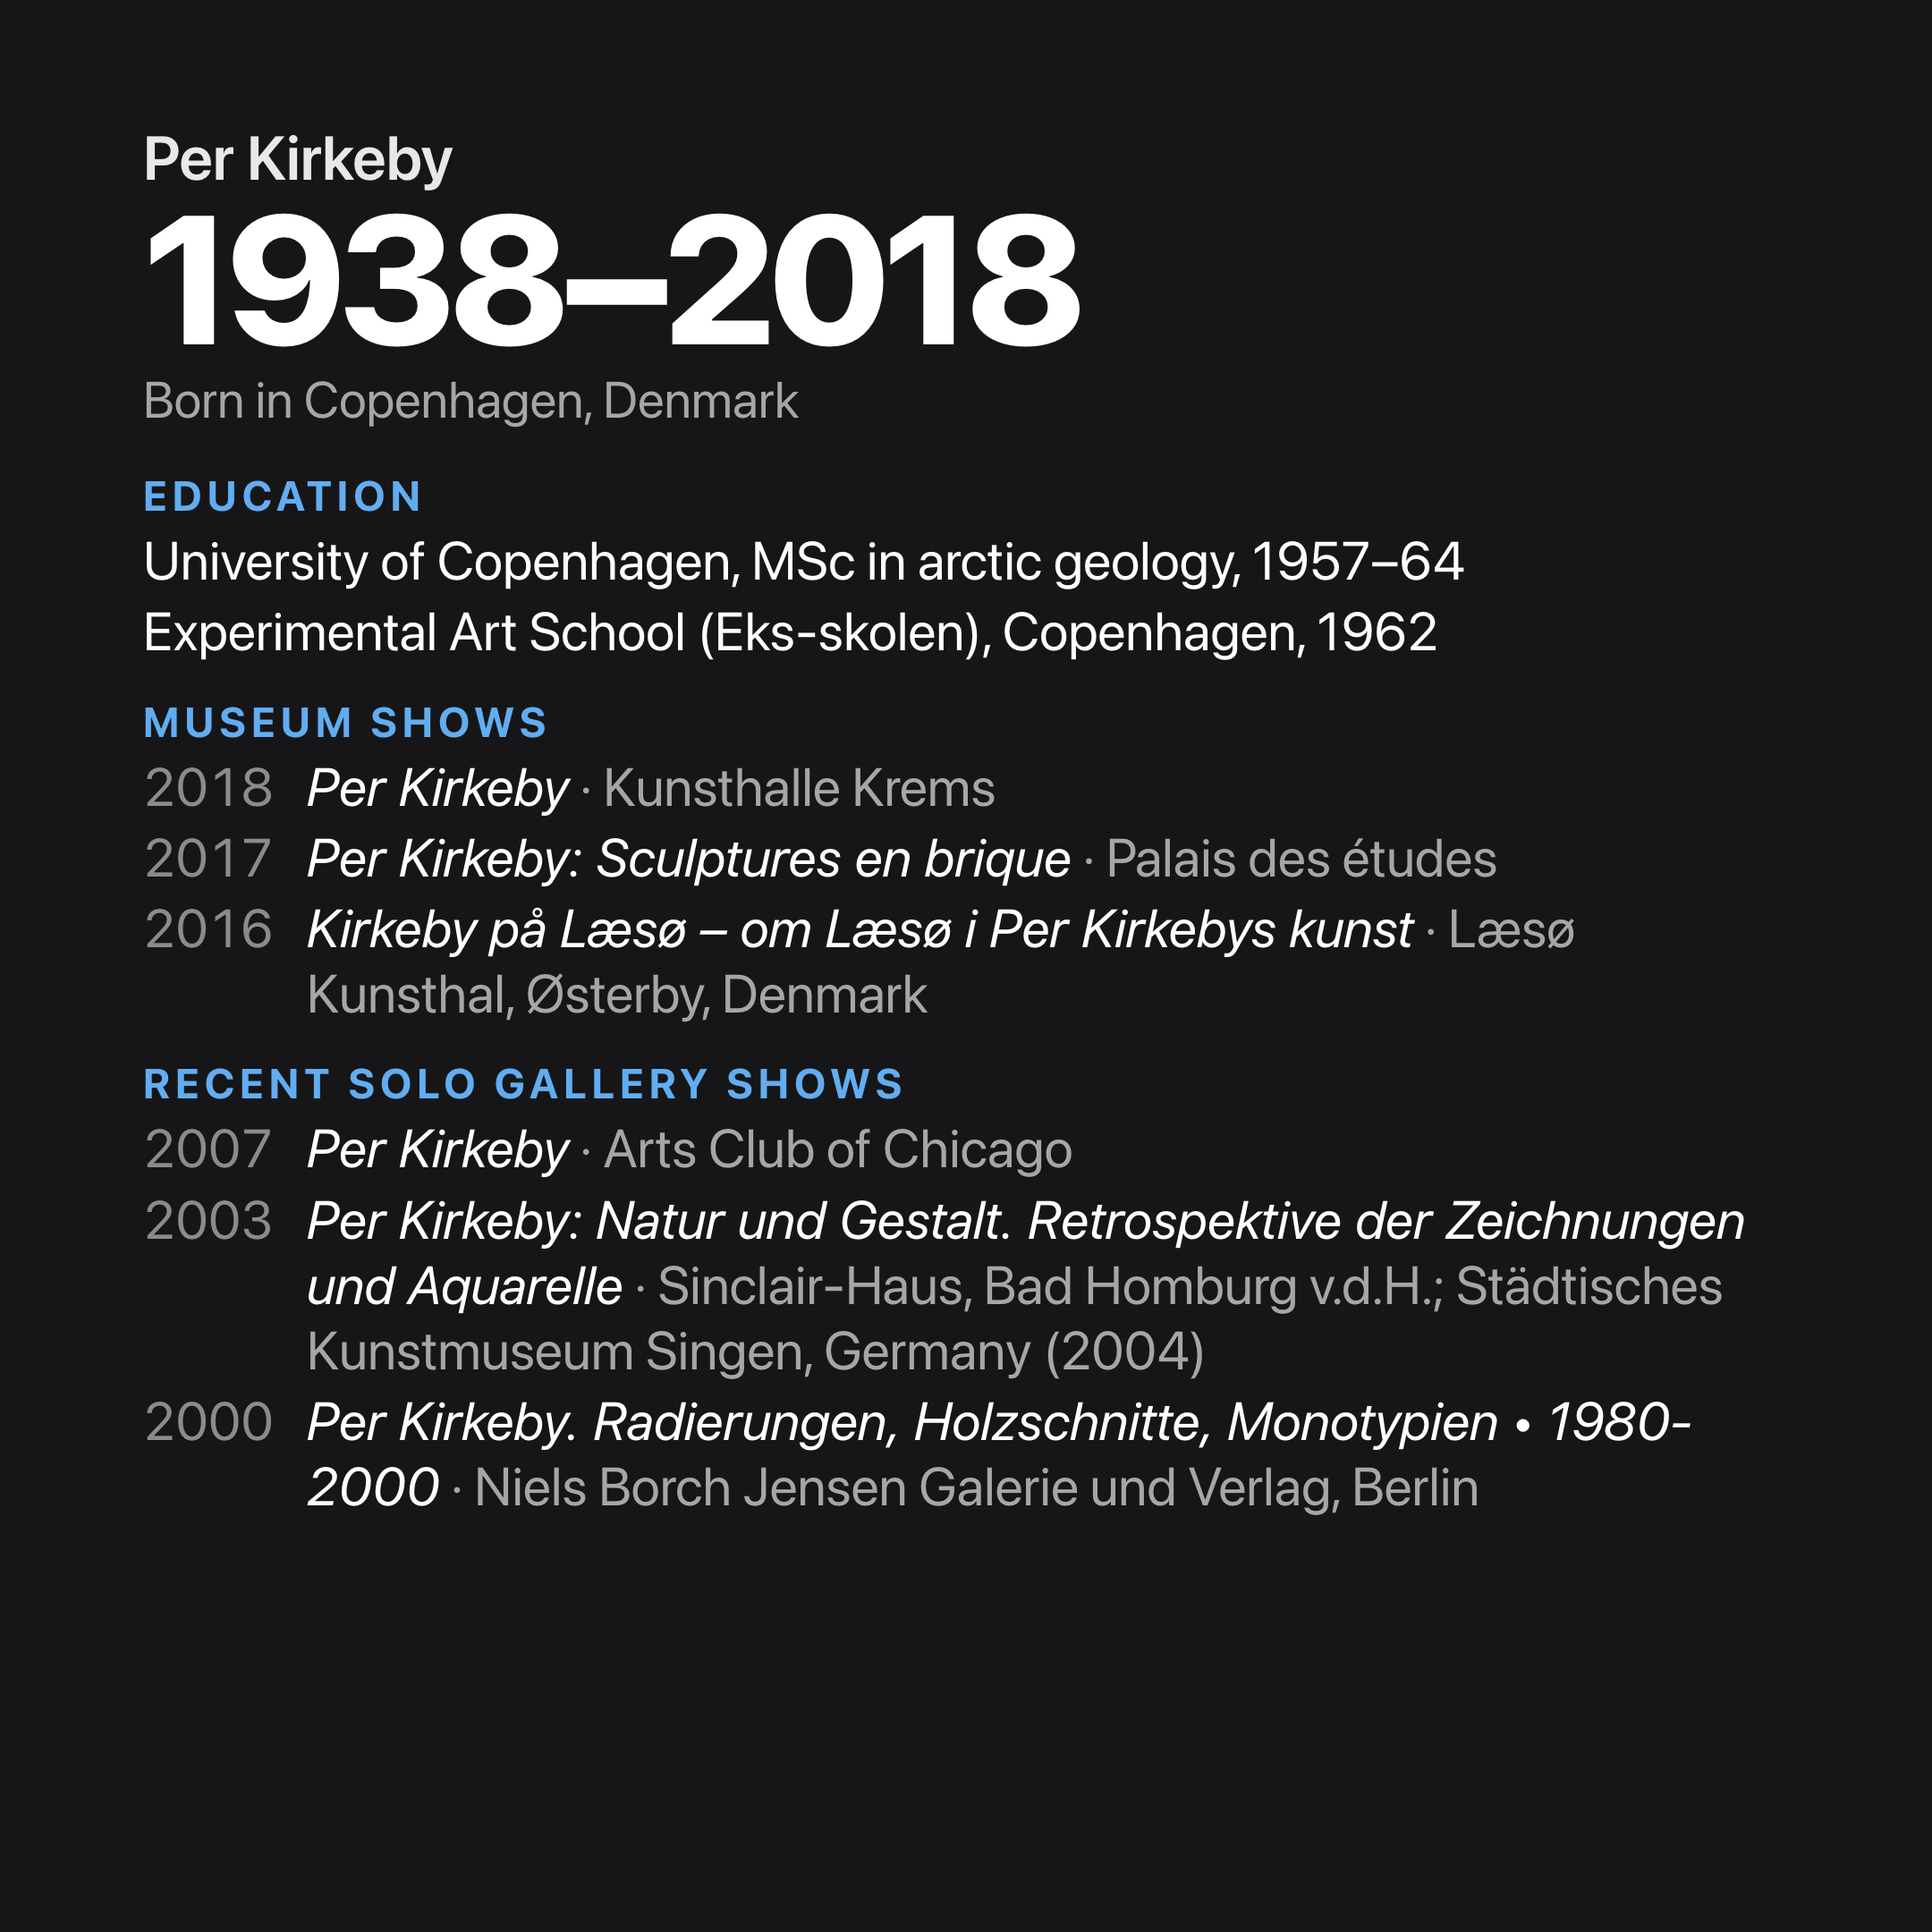 Per Kirkeby
1938–2018
Born in Copenhagen, Denmark
EDUCATION
University of Copenhagen, MSc in arctic geology, 1957–64
Experimental Art School (Eks-skolen), Copenhagen, 1962
MUSEUM SHOWS
2018 Per Kirkeby · Kunsthalle Krems
2017 Per Kirkeby: Sculptures en brique · Palais des études
2016 Kirkeby på Læsø – om Læsø i Per Kirkebys kunst · Læsø
Kunsthal, Østerby, Denmark
RECENT SOLO GALLERY SHOWS
2007 Per Kirkeby · Arts Club of Chicago
2003 Per Kirkeby: Natur und Gestalt. Retrospektive der Zeichnungen
und Aquarelle · Sinclair-Haus, Bad Homburg v.d.H.; Städtisches
Kunstmuseum Singen, Germany (2004)
2000 Per Kirkeby. Radierungen, Holzschnitte, Monotypien • 1980-
2000 · Niels Borch Jensen Galerie und Verlag, Berlin